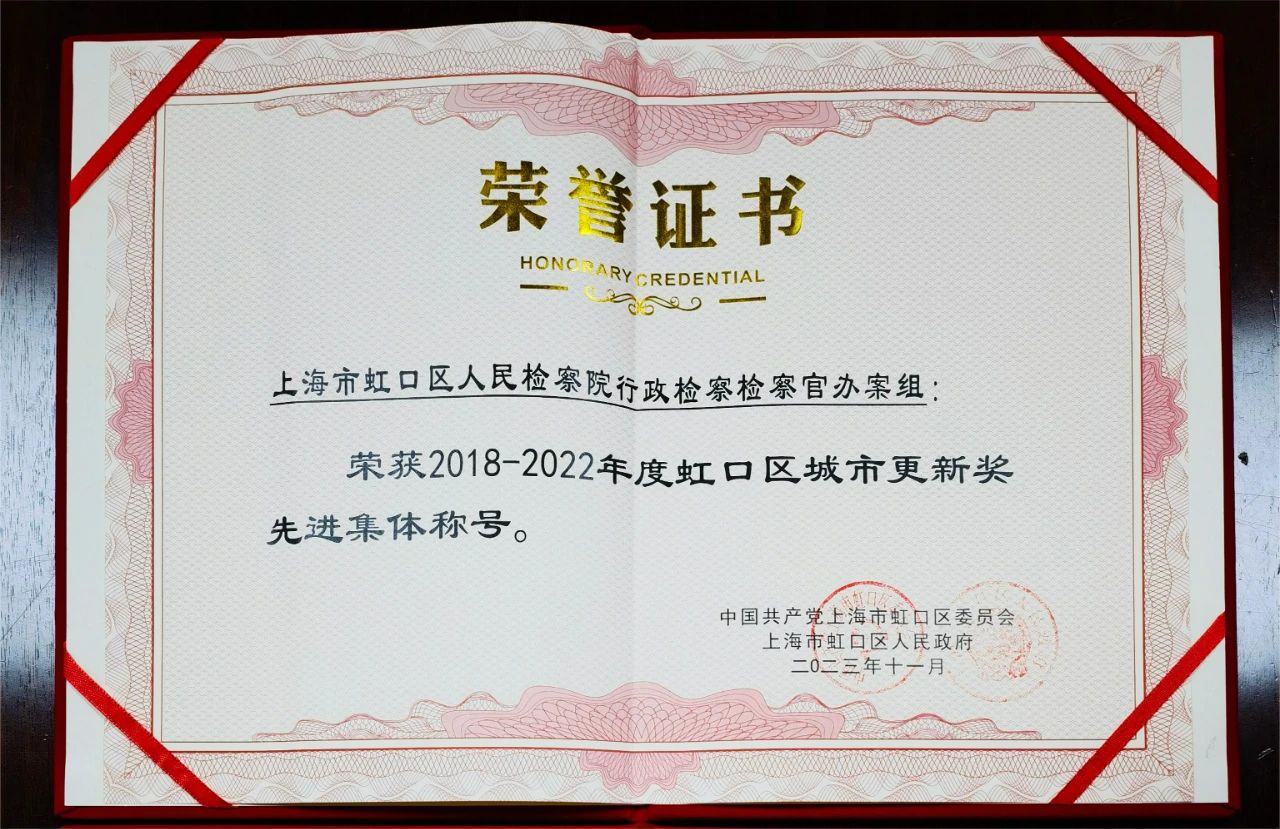 荣誉证书
HONORARY CREDENTIAL
上海市虹口区人民检察院行政检察检察官办案组：
荣获2018-2022年度虹口区城市更新奖
先进集体称号。
中国共产党上海市虹口区委员会
上海市虹口区人民政府
二〇二三年十一月